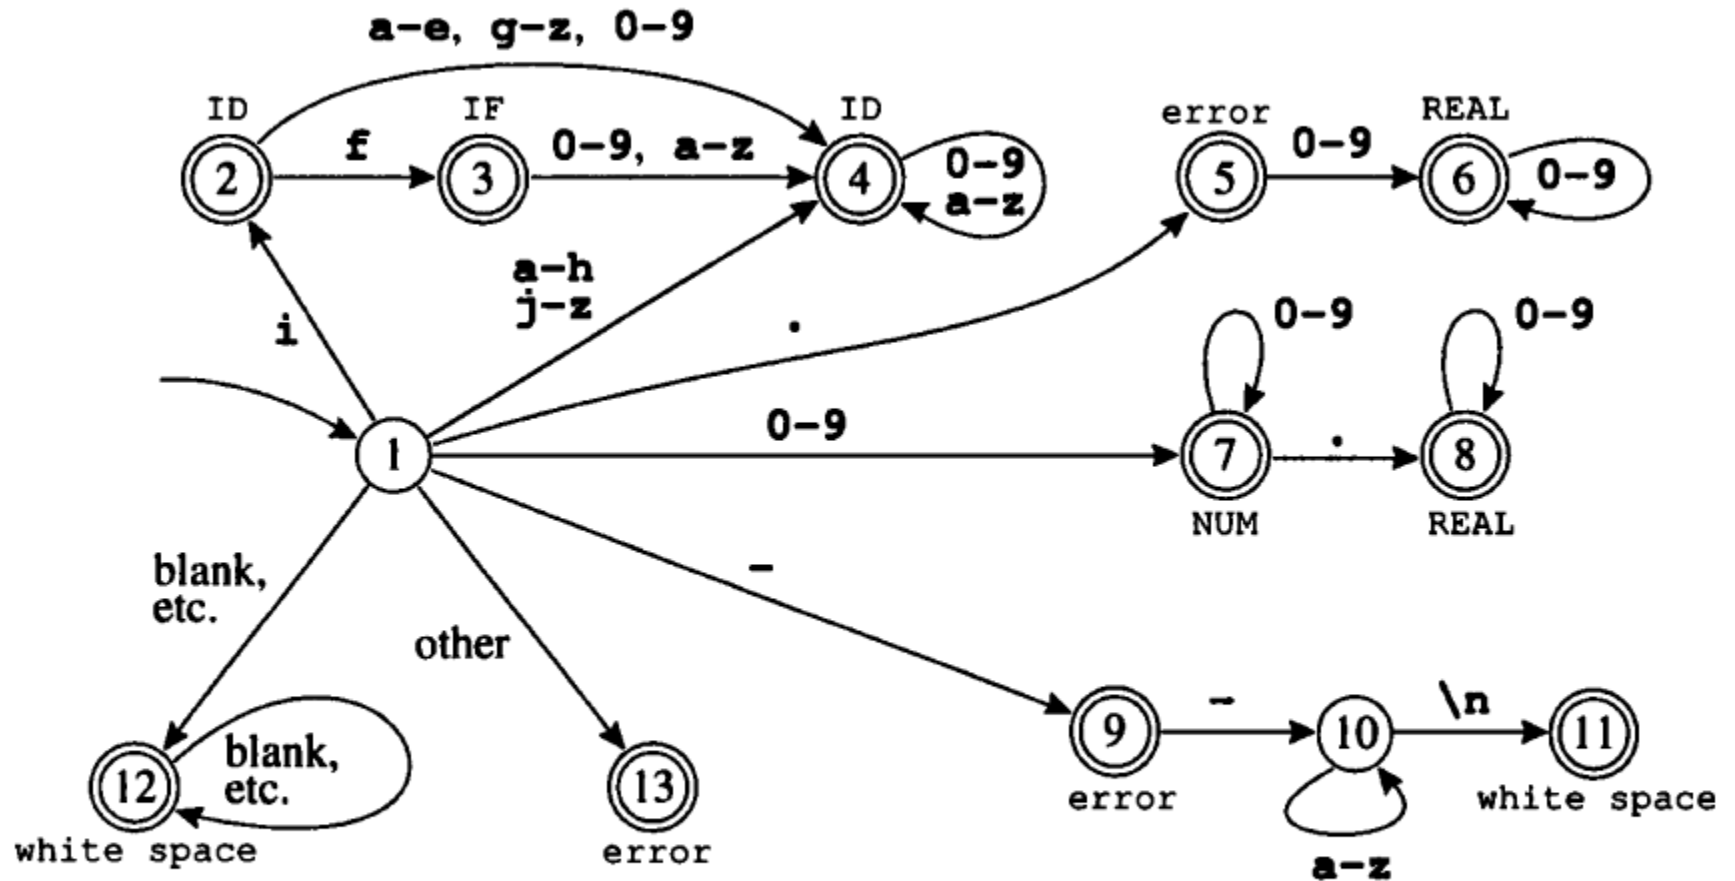 a-e, g-z, 0-9
ID
IF
ID
error
REAL
2
f
3
0-9, a-z
4
0-9
a-z
5
0-9
6
0-9
i
a-h
j-z
.
0-9
0-9
1
0-9
7
.
8
NUM
REAL
blank,
etc.
other
-
12
blank,
etc.
13
9
-
10
\n
11
white space
error
error
white space
a-z